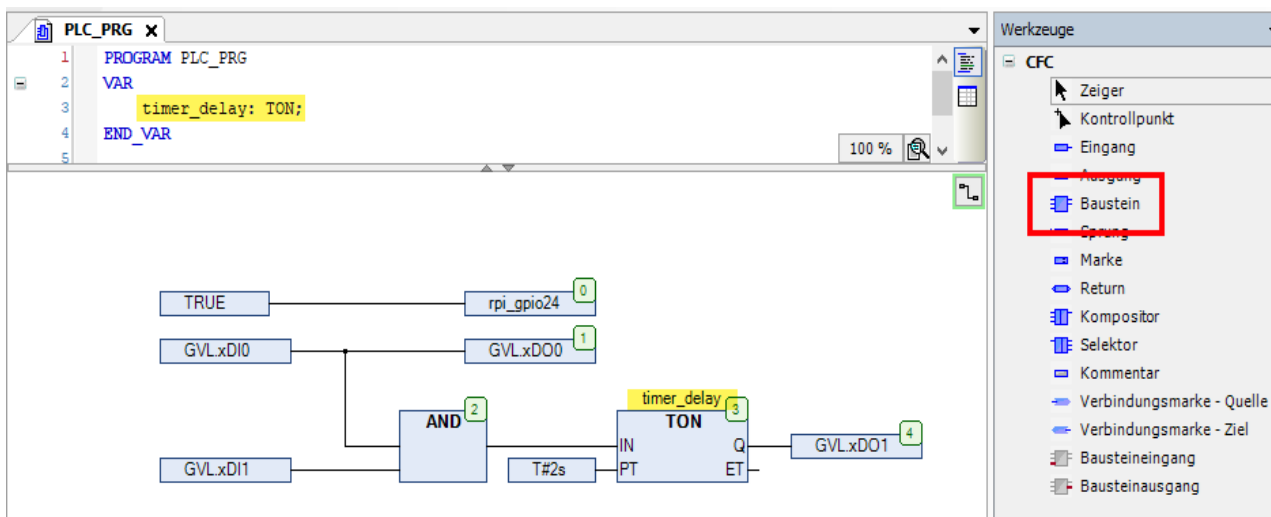 PLC_PRG
1 PROGRAM PLC_PRG
2 VAR
3 timer_delay: TON;
4 END_VAR
5
100 %
TRUE
rpi_gpio24
0
GVL.xDI0
GVL.xDO0
1
AND
2
timer_delay
3
TON
IN
Q
GVL.xDO1
4
GVL.xDI1
T#2s
PT
ET
Werkzeuge
CFC
Zeiger
Kontrollpunkt
Eingang
Ausgang
Baustein
Sprung
Marke
Return
Kompositor
Selektor
Kommentar
Verbindungsmarke - Quelle
Verbindungsmarke - Ziel
Bausteineingang
Bausteinausgang